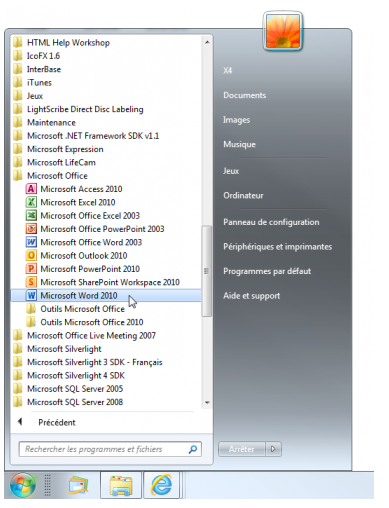 HTML Help Workshop
IcoFX 1.6
InterBase
iTunes
Jeux
LightScribe Direct Disc Labeling
Maintenance
Microsoft .NET Framework SDK v1.1
Microsoft Expression
Microsoft LifeCam
Microsoft Office
Microsoft Access 2010
Microsoft Excel 2010
Microsoft Office Excel 2003
Microsoft Office PowerPoint 2003
Microsoft Office Word 2003
Microsoft Outlook 2010
Microsoft PowerPoint 2010
Microsoft SharePoint Workspace 2010
Microsoft Word 2010
Outils Microsoft Office
Outils Microsoft Office 2010
Microsoft Office Live Meeting 2007
Microsoft Silverlight
Microsoft Silverlight 3 SDK - Français
Microsoft Silverlight 4 SDK
Microsoft SQL Server 2005
Microsoft SQL Server 2008
Précédent
Rechercher les programmes et fichiers
X4
Documents
Images
Musique
Jeux
Ordinateur
Panneau de configuration
Périphériques et imprimantes
Programmes par défaut
Aide et support
Arrêter